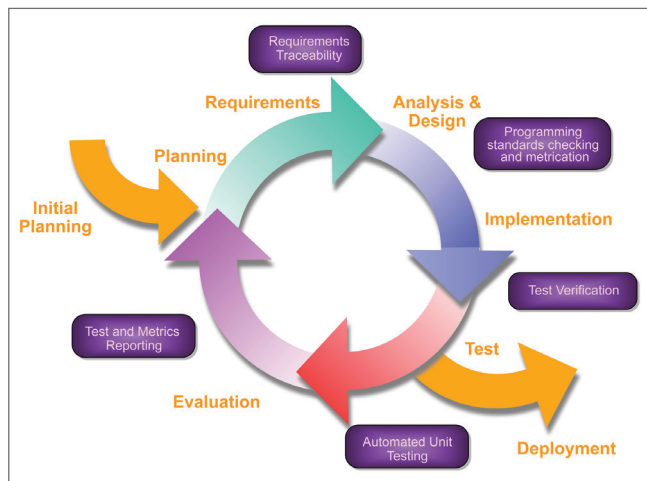 Requirements
Traceability
Requirements
Analysis &
Design
Programming
standards checking
and metrication
Planning
Initial
Planning
Implementation
Test Verification
Test and Metrics
Reporting
Test
Evaluation
Automated Unit
Testing
Deployment